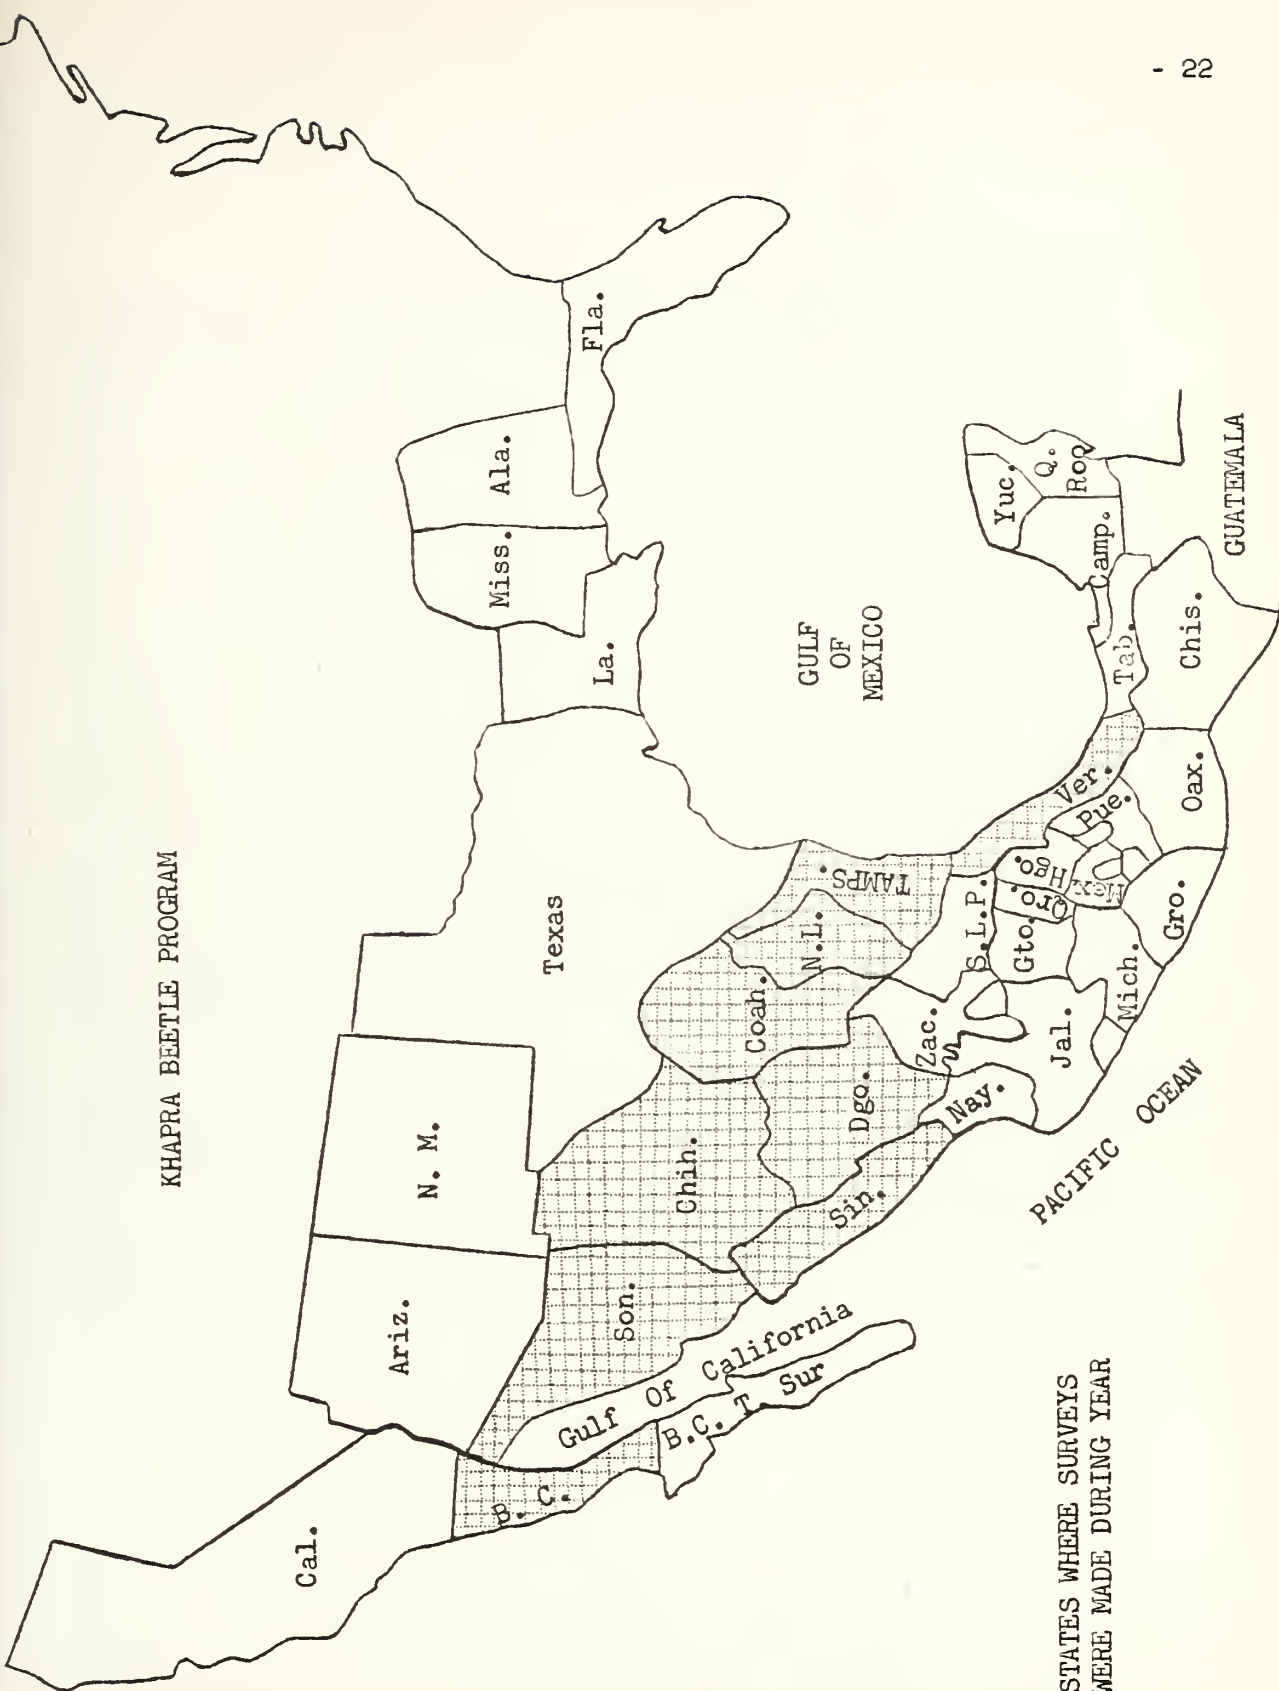 - 22
KHAPRA BEETLE PROGRAM
Cal.
Ariz.
N. M.
Texas
La.
Miss.
Ala.
Fla.
B. C.
B.C. T. Sur
Gulf Of California
Son.
Chih.
Coah.
N.L.
TAMPS.
Sin.
Dgo.
Zac.
S.L.P.
Nay.
Jal.
Gto.
Qro.
Hgo.
Mex.
Mich.
Gro.
Pue.
Ver.
Oax.
Tab.
Chis.
Camp.
Yuc.
Q.
Roo
GULF
OF
MEXICO
PACIFIC OCEAN
GUATEMALA
STATES WHERE SURVEYS
WERE MADE DURING YEAR